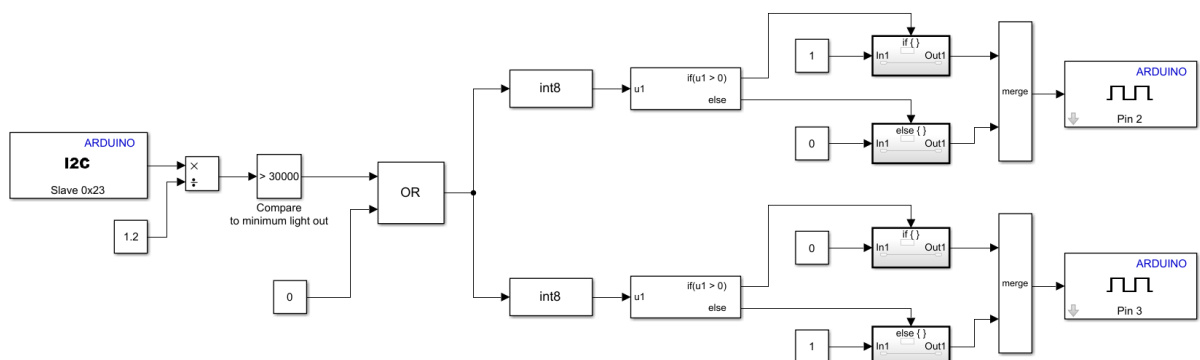 ARDUINO
I2C
Slave 0x23
×
÷
1.2
> 30000
Compare
to minimum light out
0
OR
int8
u1
if(u1 > 0)
else
1
if { }
In1
Out1
0
else { }
In1
Out1
merge
ARDUINO
Pin 2
int8
u1
if(u1 > 0)
else
0
if { }
In1
Out1
1
else { }
In1
Out1
merge
ARDUINO
Pin 3